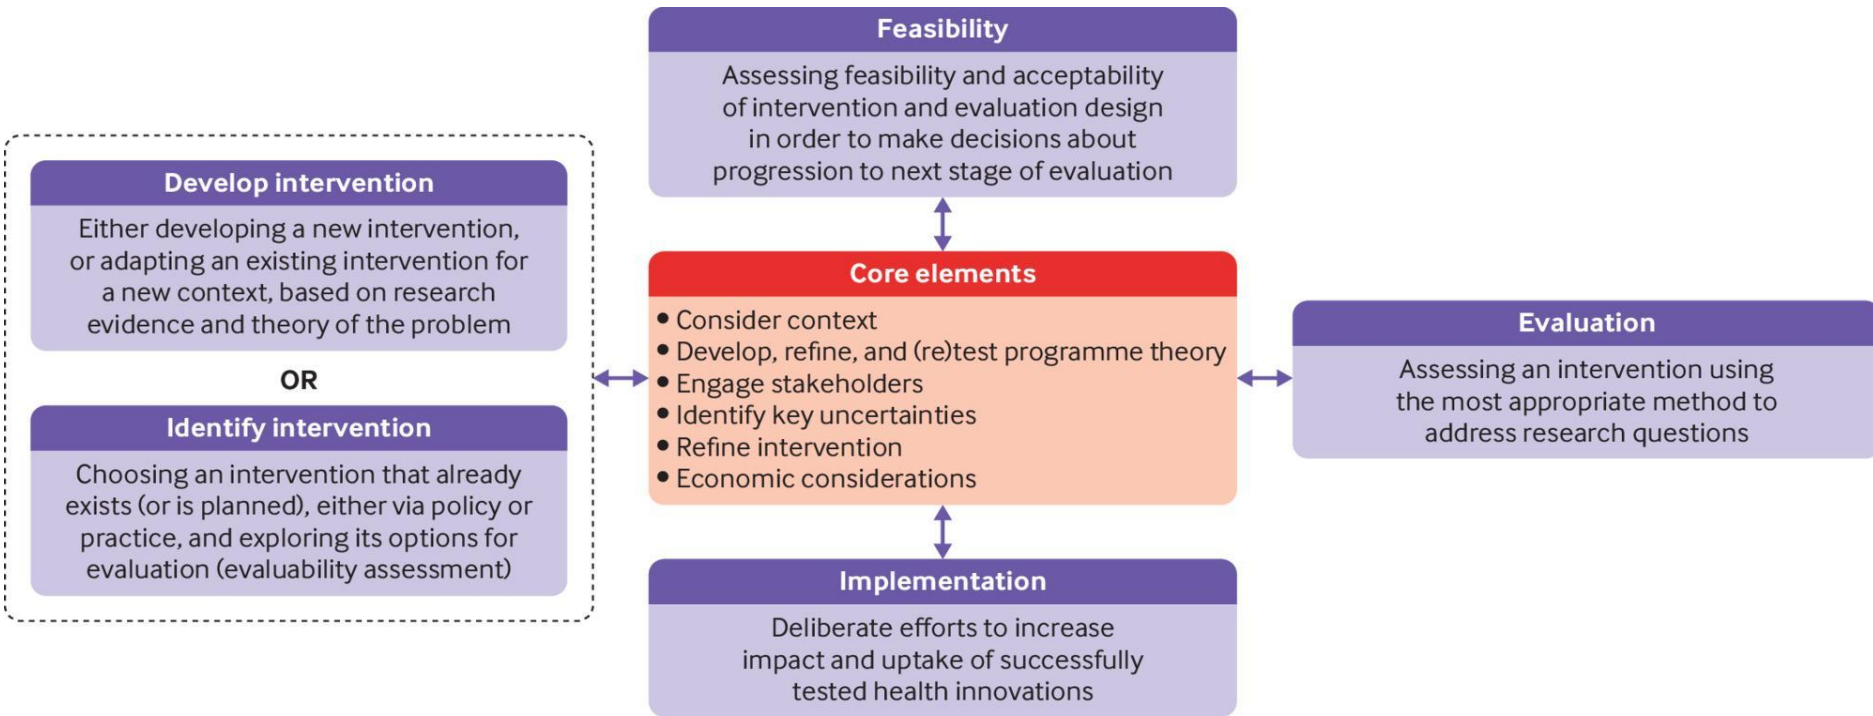 Feasibility
Assessing feasibility and acceptability
of intervention and evaluation design
in order to make decisions about
progression to next stage of evaluation
Develop intervention
Either developing a new intervention,
or adapting an existing intervention for
a new context, based on research
evidence and theory of the problem
OR
Identify intervention
Choosing an intervention that already
exists (or is planned), either via policy or
practice, and exploring its options for
evaluation (evaluability assessment)
Core elements
• Consider context
• Develop, refine, and (re)test programme theory
• Engage stakeholders
• Identify key uncertainties
• Refine intervention
• Economic considerations
Evaluation
Assessing an intervention using
the most appropriate method to
address research questions
Implementation
Deliberate efforts to increase
impact and uptake of successfully
tested health innovations